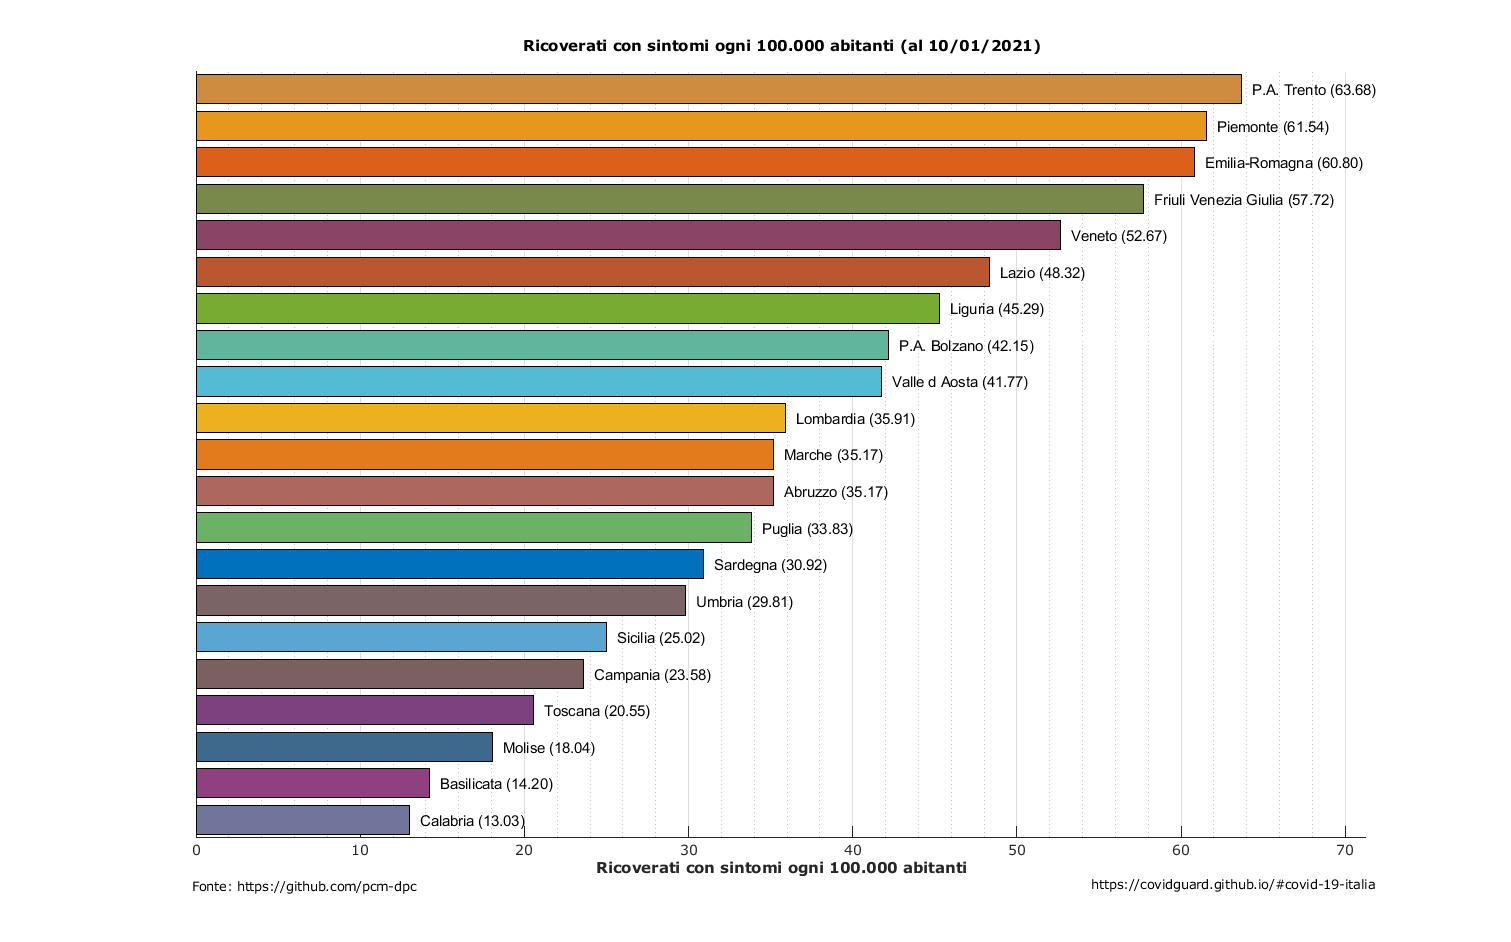 Ricoverati con sintomi ogni 100.000 abitanti (al 10/01/2021)
P.A. Trento (63.68)
Piemonte (61.54)
Emilia-Romagna (60.80)
Friuli Venezia Giulia (57.72)
Veneto (52.67)
Lazio (48.32)
Liguria (45.29)
P.A. Bolzano (42.15)
Valle d Aosta (41.77)
Lombardia (35.91)
Marche (35.17)
Abruzzo (35.17)
Puglia (33.83)
Sardegna (30.92)
Umbria (29.81)
Sicilia (25.02)
Campania (23.58)
Toscana (20.55)
Molise (18.04)
Basilicata (14.20)
Calabria (13.03)
0 10 20 30 40 50 60 70
Ricoverati con sintomi ogni 100.000 abitanti
Fonte: https://github.com/pcm-dpc
https://covidguard.github.io/#covid-19-italia